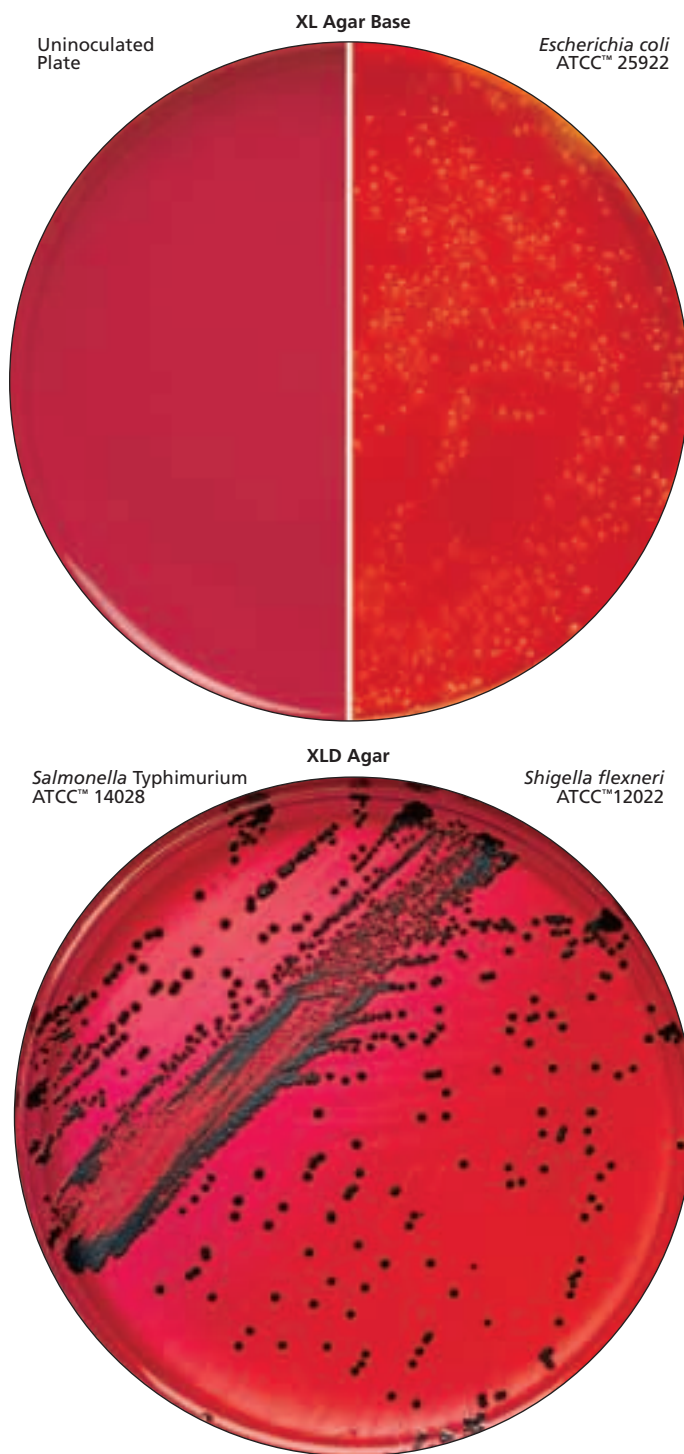 XL Agar Base
Uninoculated
Plate
Escherichia coli
ATCC™ 25922
XLD Agar
Salmonella Typhimurium
ATCC™ 14028
Shigella flexneri
ATCC™12022